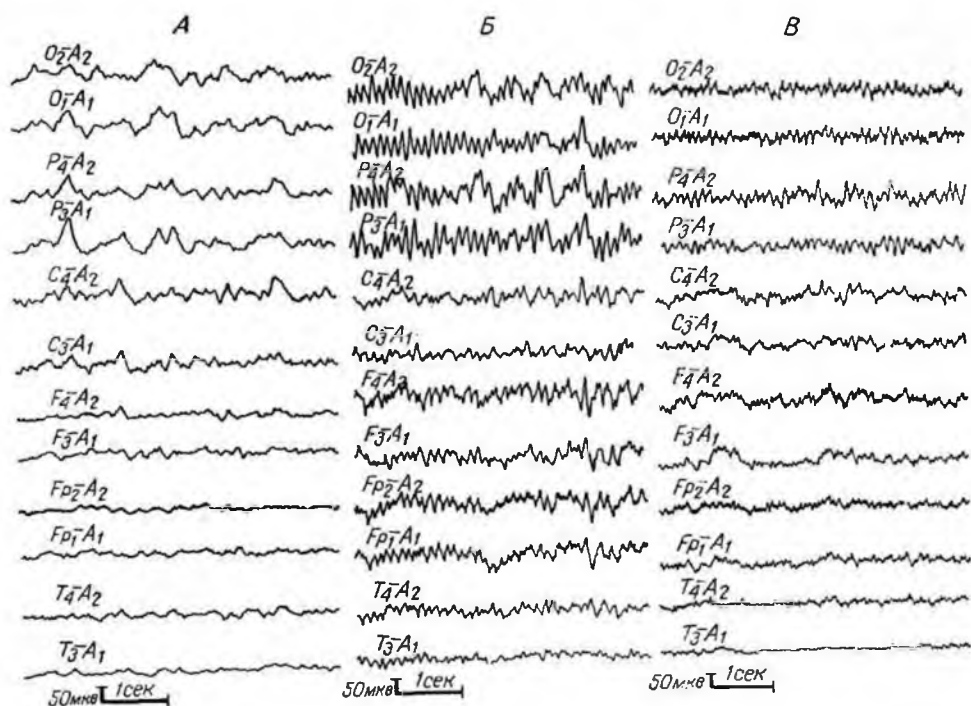 А
O₂-A₂
O₁-A₁
P₄-A₂
P₃-A₁
C₄-A₂
C₃-A₁
F₄-A₂
F₃-A₁
Fp₂-A₂
Fp₁-A₁
T₄-A₂
T₃-A₁
50мкв 1сек
Б
O₂-A₂
O₁-A₁
P₄-A₂
P₃-A₁
C₄-A₂
C₃-A₁
F₄-A₂
F₃-A₁
Fp₂-A₂
Fp₁-A₁
T₄-A₂
T₃-A₁
50мкв 1сек
В
O₂-A₂
O₁-A₁
P₄-A₂
P₃-A₁
C₄-A₂
C₃-A₁
F₄-A₂
F₃-A₁
Fp₂-A₂
Fp₁-A₁
T₄-A₂
T₃-A₁
50мкв 1сек